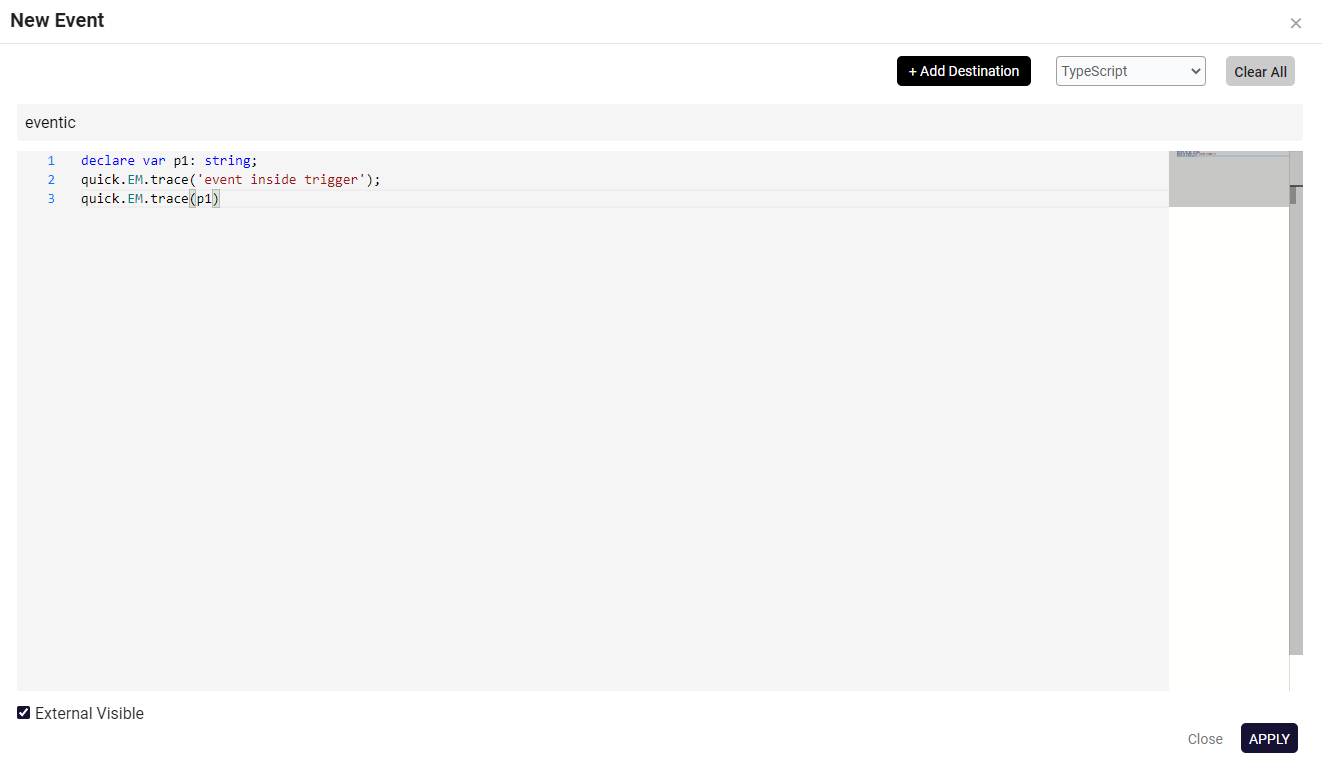 New Event
×
+ Add Destination
TypeScript
Clear All
eventic
1 declare var p1: string;
2 quick.EM.trace('event inside trigger');
3 quick.EM.trace(p1)
External Visible
Close
APPLY